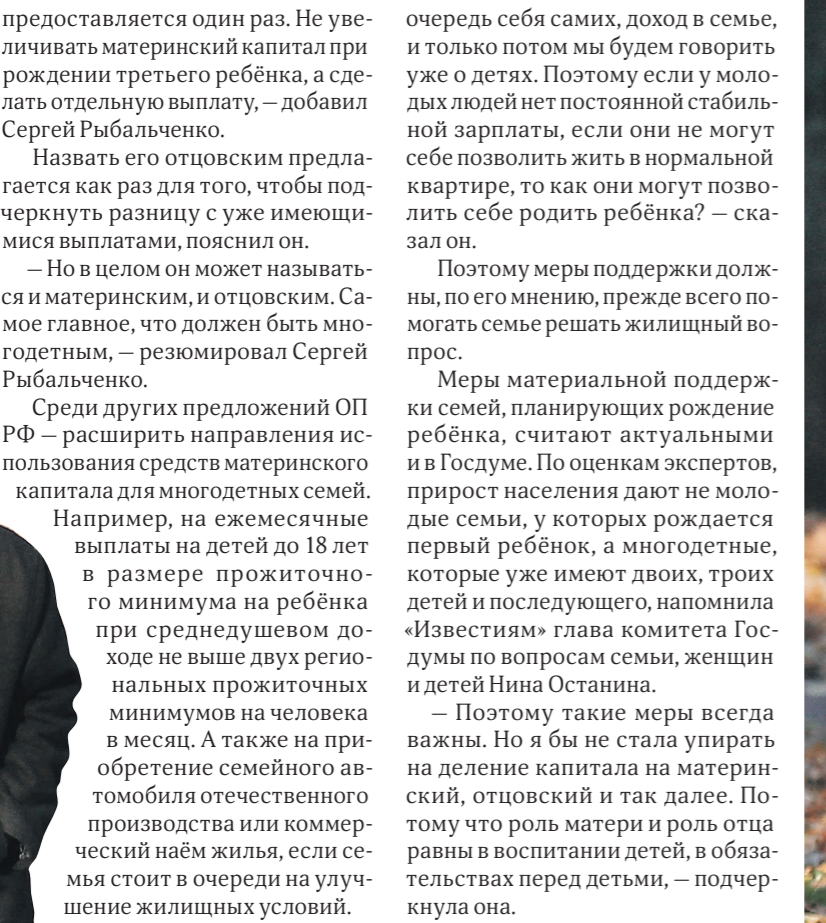 предоставляется один раз. Не уве-
личивать материнский капитал при
рождении третьего ребёнка, а сде-
лать отдельную выплату, — добавил
Сергей Рыбальченко.
Назвать его отцовским предла-
гается как раз для того, чтобы под-
черкнуть разницу с уже имеющи-
мися выплатами, пояснил он.
— Но в целом он может называть-
ся и материнским, и отцовским. Са-
мое главное, что должен быть мно-
годетным, — резюмировал Сергей
Рыбальченко.
Среди других предложений ОП
РФ — расширить направления ис-
пользования средств материнского
капитала для многодетных семей.
Например, на ежемесячные
выплаты на детей до 18 лет
в размере прожиточно-
го минимума на ребёнка
при среднедушевом до-
ходе не выше двух регио-
нальных прожиточных
минимумов на человека
в месяц. А также на при-
обретение семейного ав-
томобиля отечественного
производства или коммер-
ческий наём жилья, если се-
мья стоит в очереди на улуч-
шение жилищных условий.
очередь себя самих, доход в семье,
и только потом мы будем говорить
уже о детях. Поэтому если у моло-
дых людей нет постоянной стабиль-
ной зарплаты, если они не могут
себе позволить жить в нормальной
квартире, то как они могут позво-
лить себе родить ребёнка? — ска-
зал он.
Поэтому меры поддержки долж-
ны, по его мнению, прежде всего по-
могать семье решать жилищный во-
прос.
Меры материальной поддерж-
ки семей, планирующих рождение
ребёнка, считают актуальными
и в Госдуме. По оценкам экспертов,
прирост населения дают не моло-
дые семьи, у которых рождается
первый ребёнок, а многодетные,
которые уже имеют двоих, троих
детей и последующего, напомнила
«Известиям» глава комитета Гос-
думы по вопросам семьи, женщин
и детей Нина Останина.
— Поэтому такие меры всегда
важны. Но я бы не стала упирать
на деление капитала на материн-
ский, отцовский и так далее. По-
тому что роль матери и роль отца
равны в воспитании детей, в обяза-
тельствах перед детьми, — подчер-
кнула она.